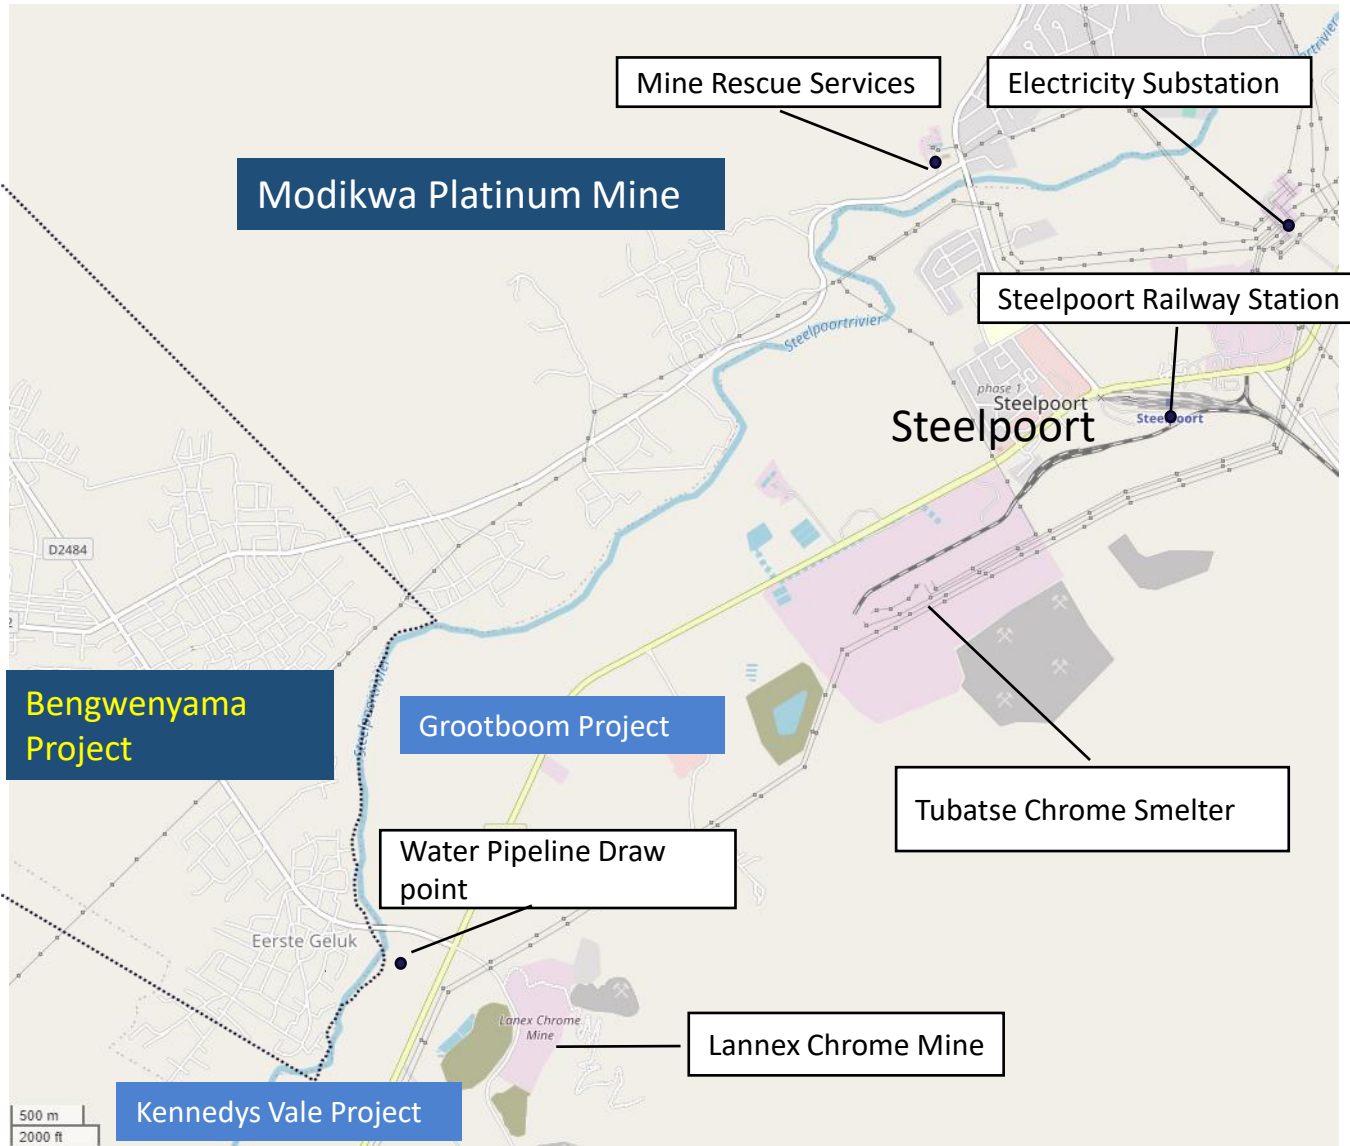 Mine Rescue Services
Electricity Substation
Modikwa Platinum Mine
Steelpoort Railway Station
Steelpoortrivier
phase 1
Steelpoort
Steelpoort
Steelpoort
D2484
Steelpoortrivier
Bengwenyama
Project
Grootboom Project
Tubatse Chrome Smelter
Water Pipeline Draw
point
Eerste Geluk
Lanex Chrome
Mine
Lannex Chrome Mine
Kennedys Vale Project
500 m
2000 ft